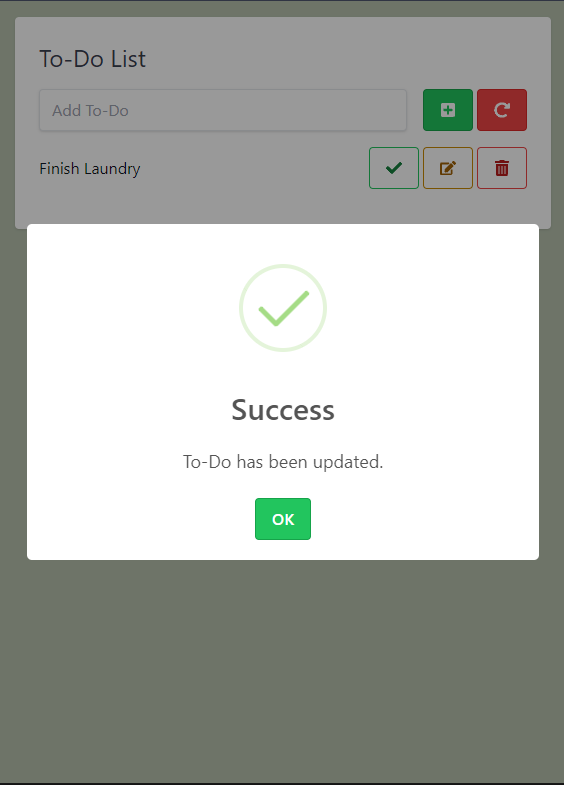 To-Do List
Add To-Do
Finish Laundry
Success
To-Do has been updated.
OK